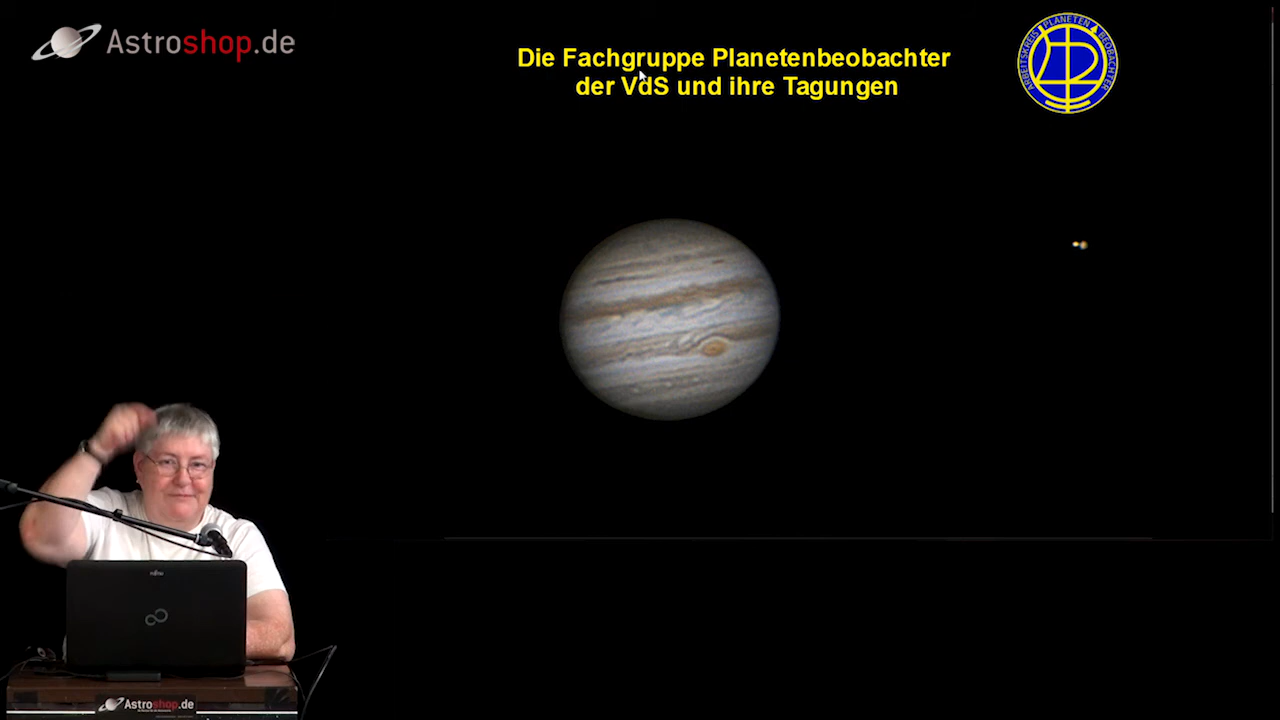 Astroshop.de
Die Fachgruppe Planetenbeobachter
der VdS und ihre Tagungen
ARBEITSKREIS PLANETEN BEOBACHTER
FUJITSU
Astroshop.de